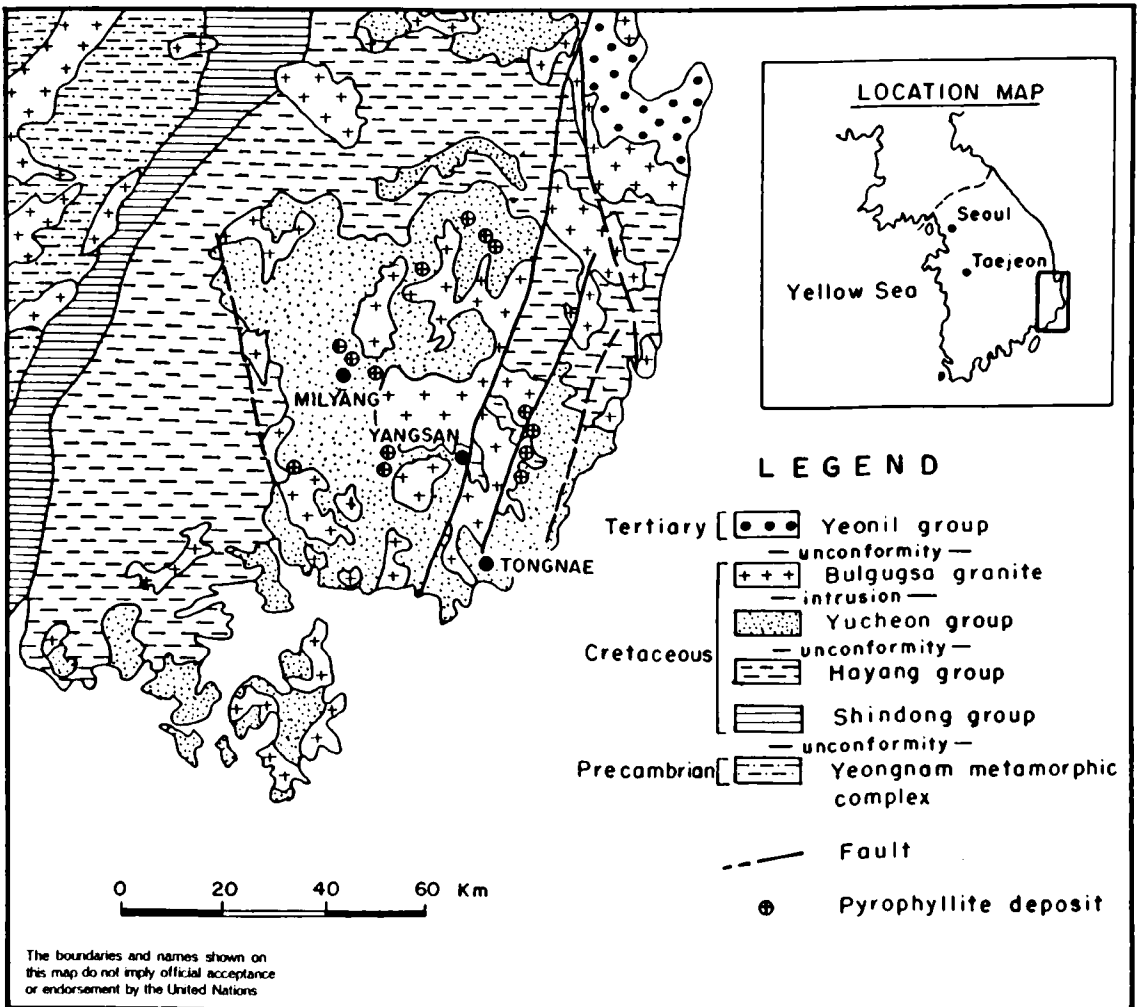 LOCATION MAP
Seoul
Taejeon
Yellow Sea
MILYANG
YANGSAN
TONGNAE
LEGEND
Tertiary
Yeonil group
— unconformity —
Bulgugsa granite
— intrusion —
Yucheon group
— unconformity —
Cretaceous
Hayang group
Shindong group
— unconformity —
Precambrian
Yeongnam metamorphic
complex
Fault
Pyrophyllite deposit
0 20 40 60 Km
The boundaries and names shown on
this map do not imply official acceptance
or endorsement by the United Nations